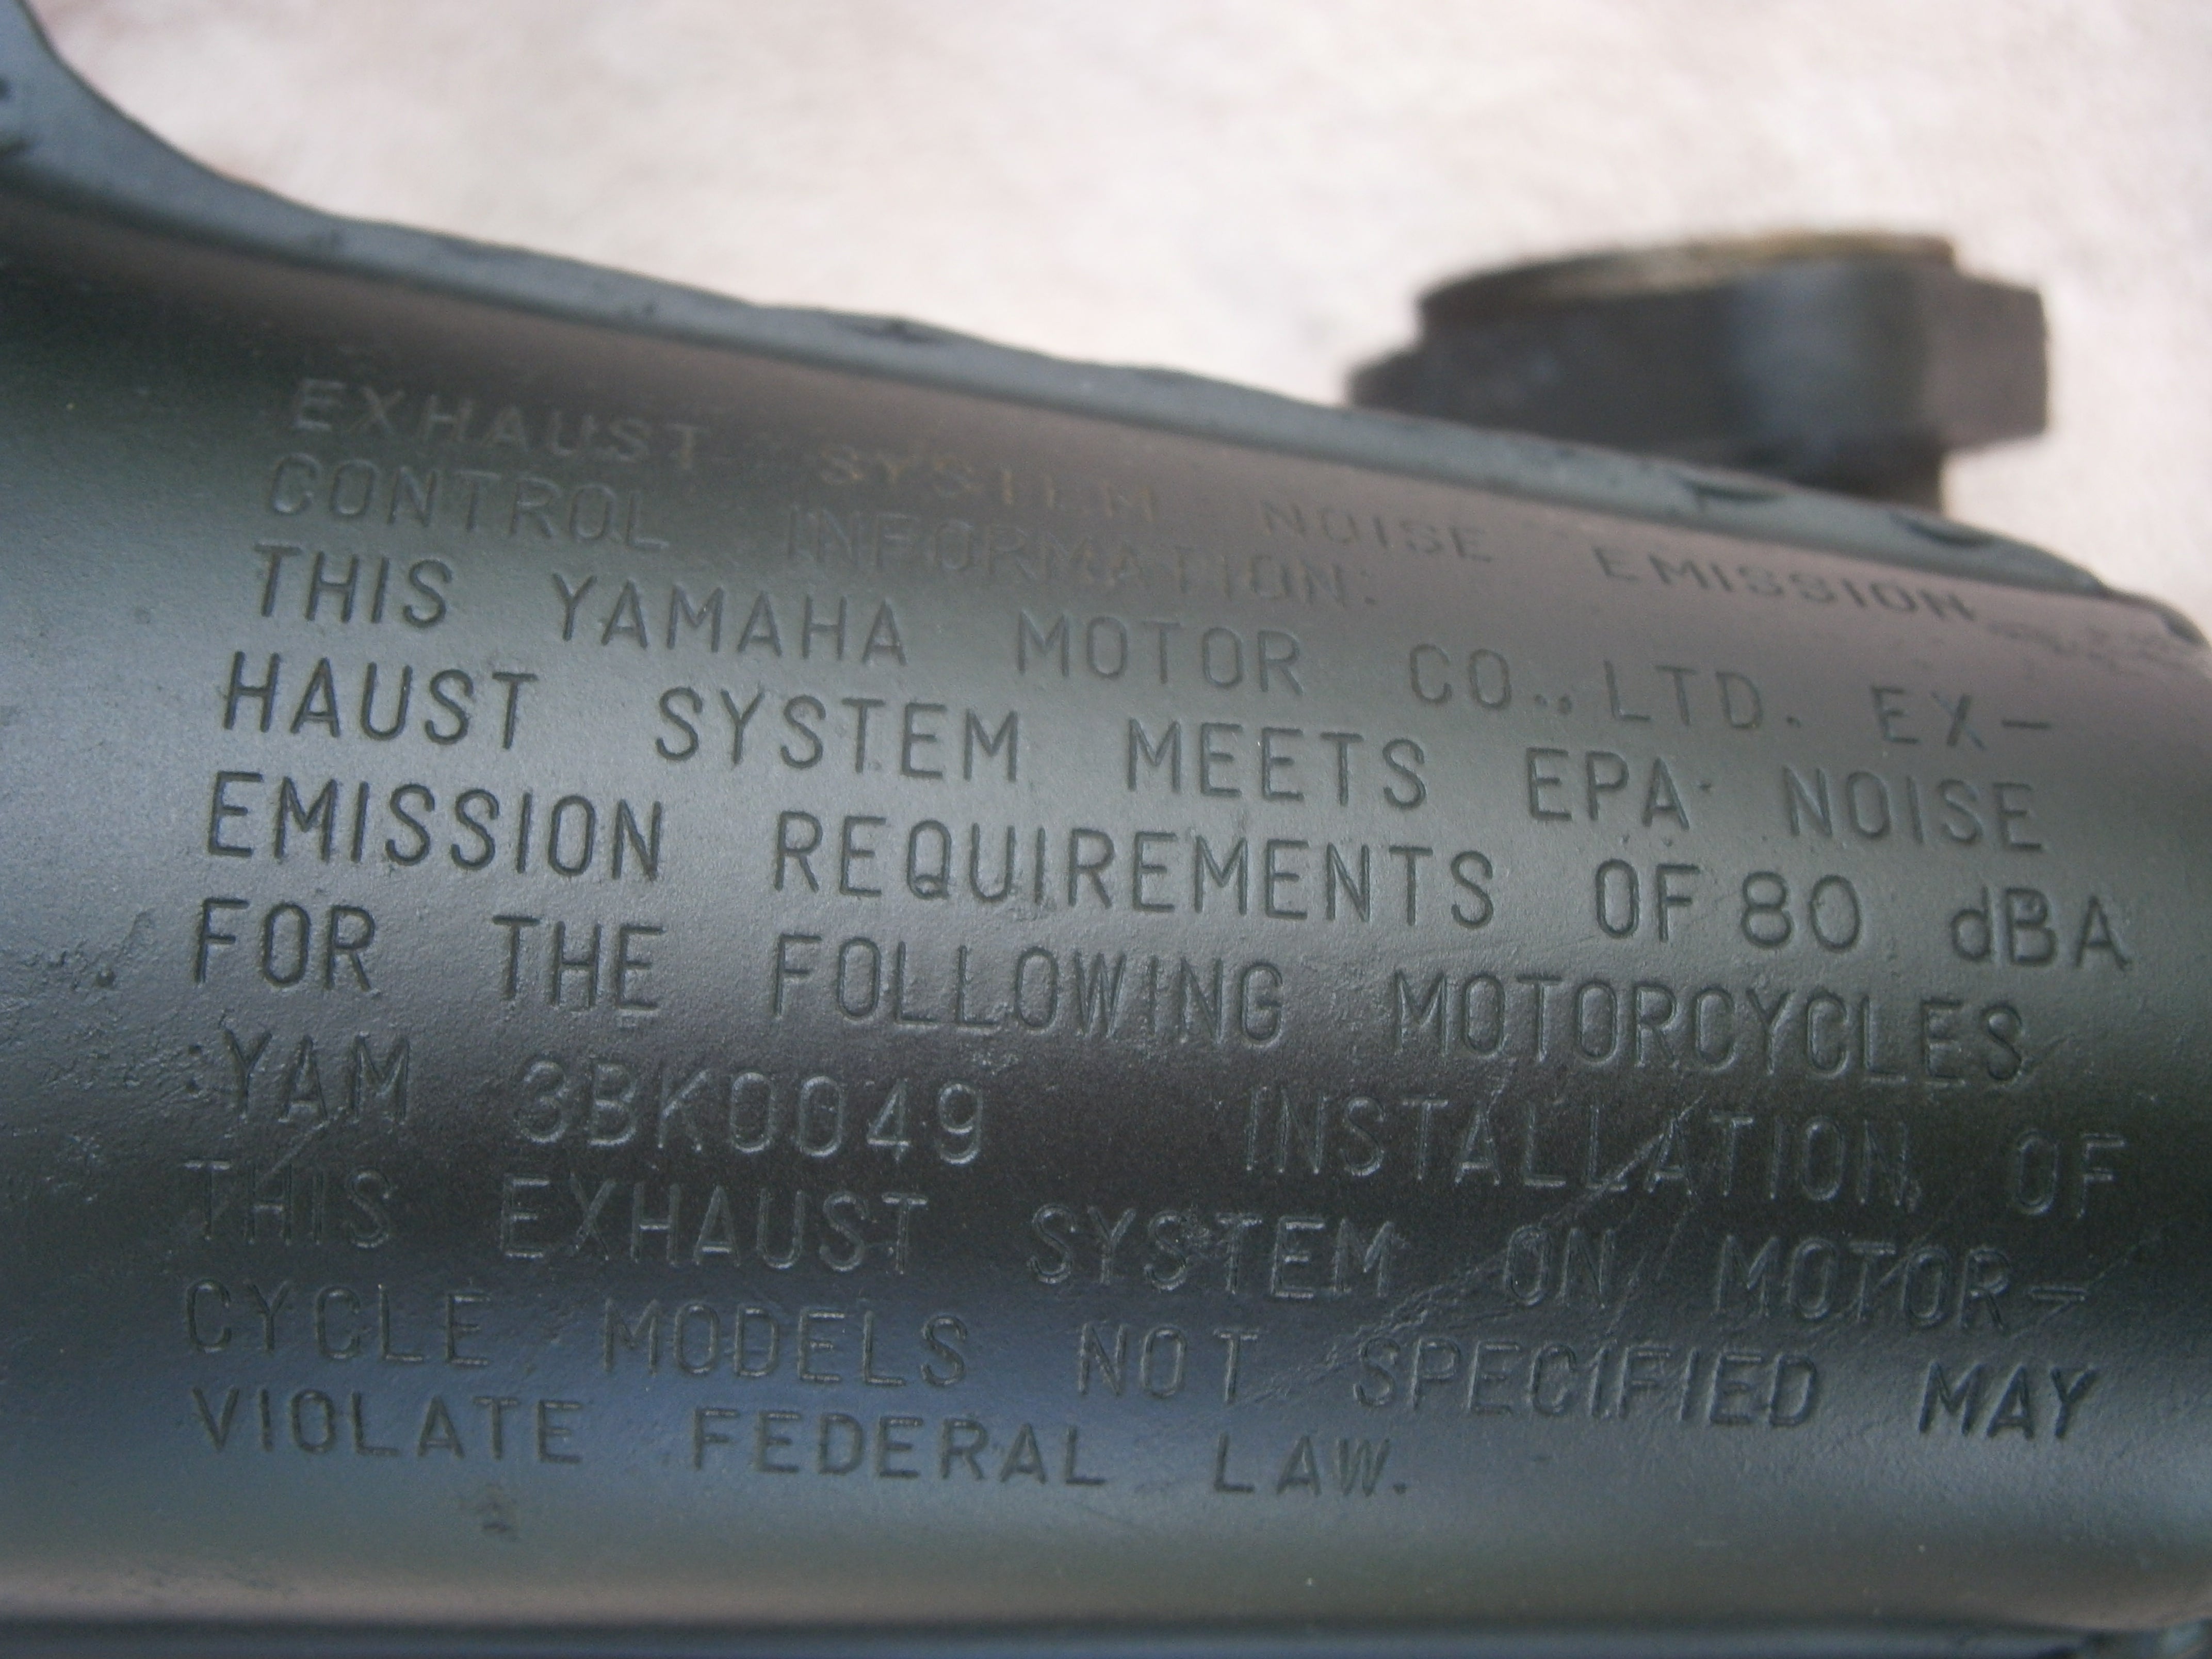 EXHAUST SYSTEM NOISE EMISSION
CONTROL INFORMATION:
THIS YAMAHA MOTOR CO., LTD. EX-
HAUST SYSTEM MEETS EPA NOISE
EMISSION REQUIREMENTS OF 80 dBA
FOR THE FOLLOWING MOTORCYCLES
:YAM 3BK0049 INSTALLATION OF
THIS EXHAUST SYSTEM ON MOTOR-
CYCLE MODELS NOT SPECIFIED MAY
VIOLATE FEDERAL LAW.